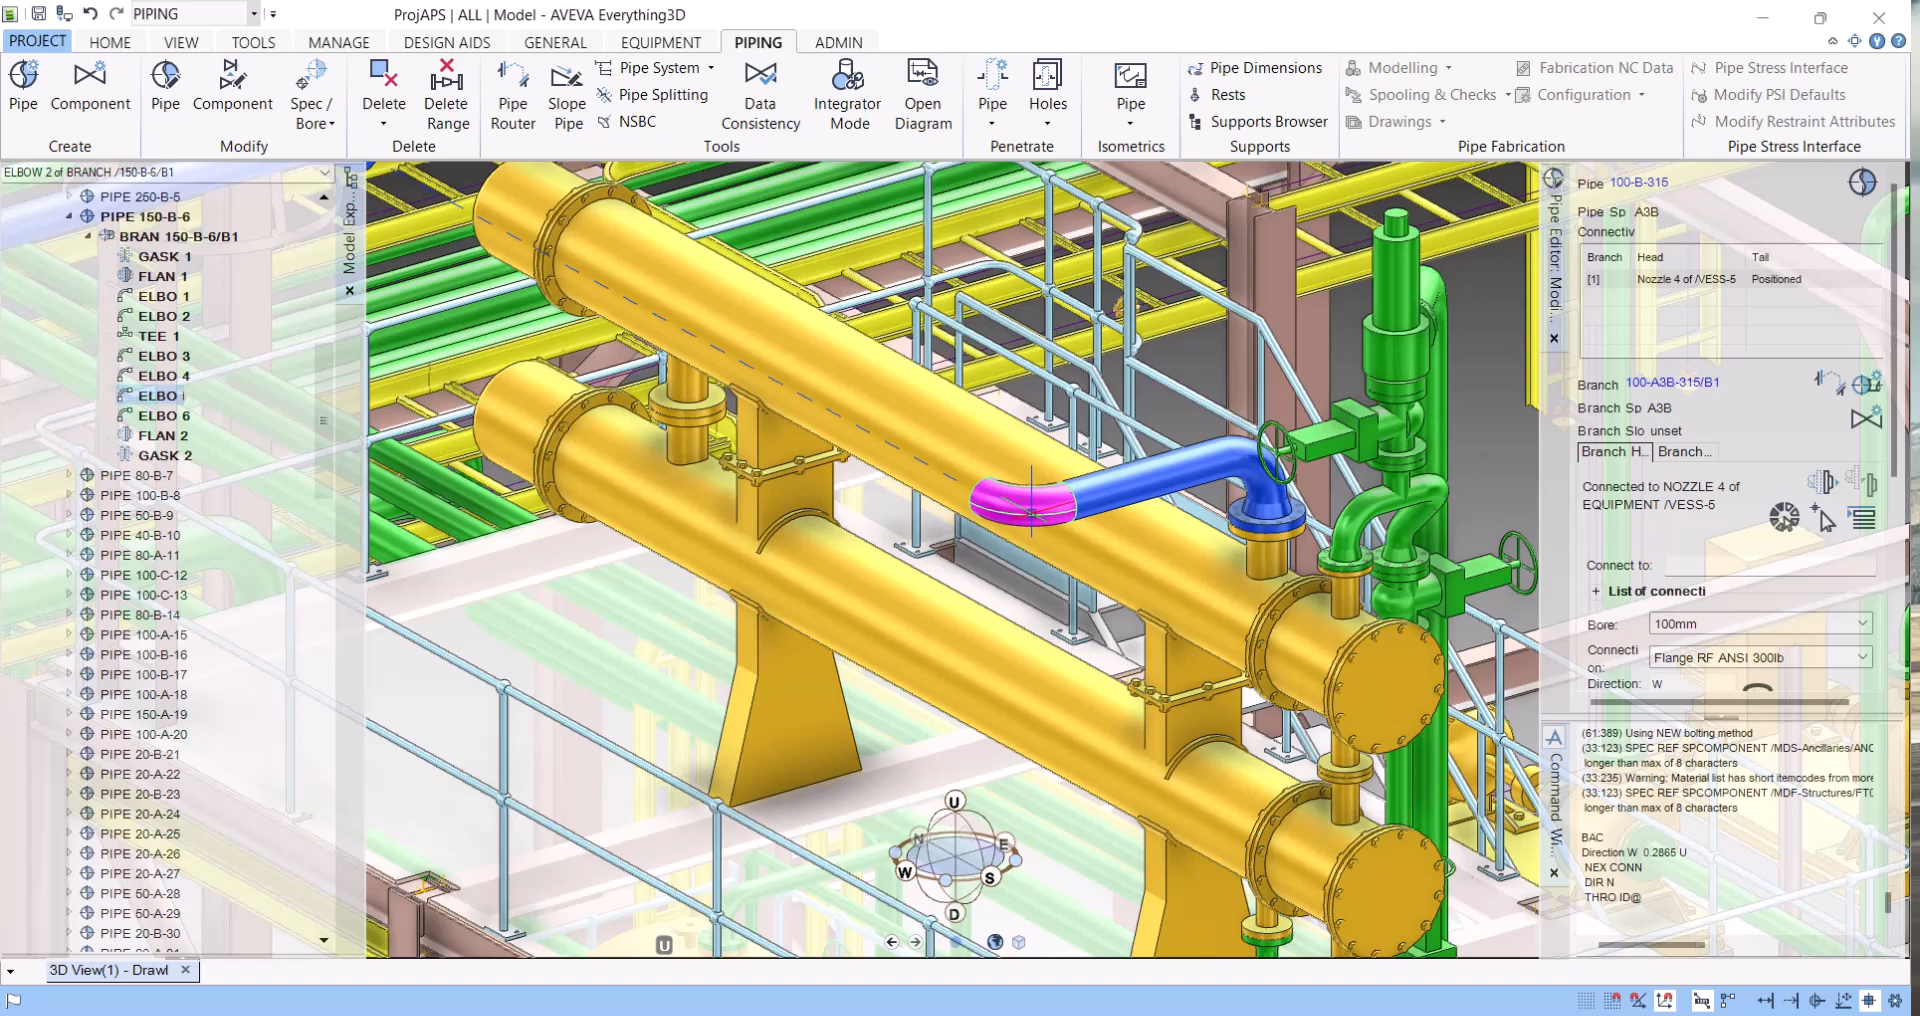 PIPING
ProjAPS | ALL | Model - AVEVA Everything3D
PROJECT HOME VIEW TOOLS MANAGE DESIGN AIDS GENERAL EQUIPMENT PIPING ADMIN
Pipe Component
Create
Pipe Component Spec / Bore
Modify
Delete Delete Range
Delete
Pipe Router Slope Pipe
Pipe System
Pipe Splitting
NSBC
Data Consistency Integrator Mode Open Diagram
Tools
Pipe Holes
Penetrate
Pipe
Isometrics
Pipe Dimensions
Rests
Supports Browser
Supports
Modelling
Spooling & Checks
Drawings
Fabrication NC Data
Configuration
Pipe Fabrication
Pipe Stress Interface
Modify PSI Defaults
Modify Restraint Attributes
Pipe Stress Interface
ELBOW 2 of BRANCH /150-B-6/B1
Model Exp...
PIPE 250-B-5
PIPE 150-B-6
BRAN 150-B-6/B1
GASK 1
FLAN 1
ELBO 1
ELBO 2
TEE 1
ELBO 3
ELBO 4
ELBO
ELBO 6
FLAN 2
GASK 2
PIPE 80-B-7
PIPE 100-B-8
PIPE 50-B-9
PIPE 40-B-10
PIPE 80-A-11
PIPE 100-C-12
PIPE 100-C-13
PIPE 80-B-14
PIPE 100-A-15
PIPE 100-B-16
PIPE 100-B-17
PIPE 100-A-18
PIPE 150-A-19
PIPE 100-A-20
PIPE 20-B-21
PIPE 20-A-22
PIPE 20-B-23
PIPE 20-A-24
PIPE 20-A-25
PIPE 20-A-26
PIPE 20-A-27
PIPE 50-A-28
PIPE 50-A-29
PIPE 20-B-30
U
N E
W S
D
U
Pipe Editor: Modi...
Pipe 100-B-315
Pipe Sp A3B
Connectiv
Branch Head Tail
[1] Nozzle 4 of /VESS-5 Positioned
Branch 100-A3B-315/B1
Branch Sp A3B
Branch Slo unset
Branch H... Branch...
Connected to NOZZLE 4 of
EQUIPMENT /VESS-5
Connect to:
+ List of connecti
Bore: 100mm
Connecti on: Flange RF ANSI 300lb
Direction: W
Command Wi...
(61:389) Using NEW bolting method
(33:123) SPEC REF SPCOMPONENT /MDS-Ancillaries/ANC
longer than max of 8 characters
(33:235) Warning: Material list has short itemcodes from more
(33:123) SPEC REF SPCOMPONENT /MDF-Structures/FTC
longer than max of 8 characters
BAC
Direction W 0.2865 U
NEX CONN
DIR N
THRO ID@
3D View(1) - Drawl